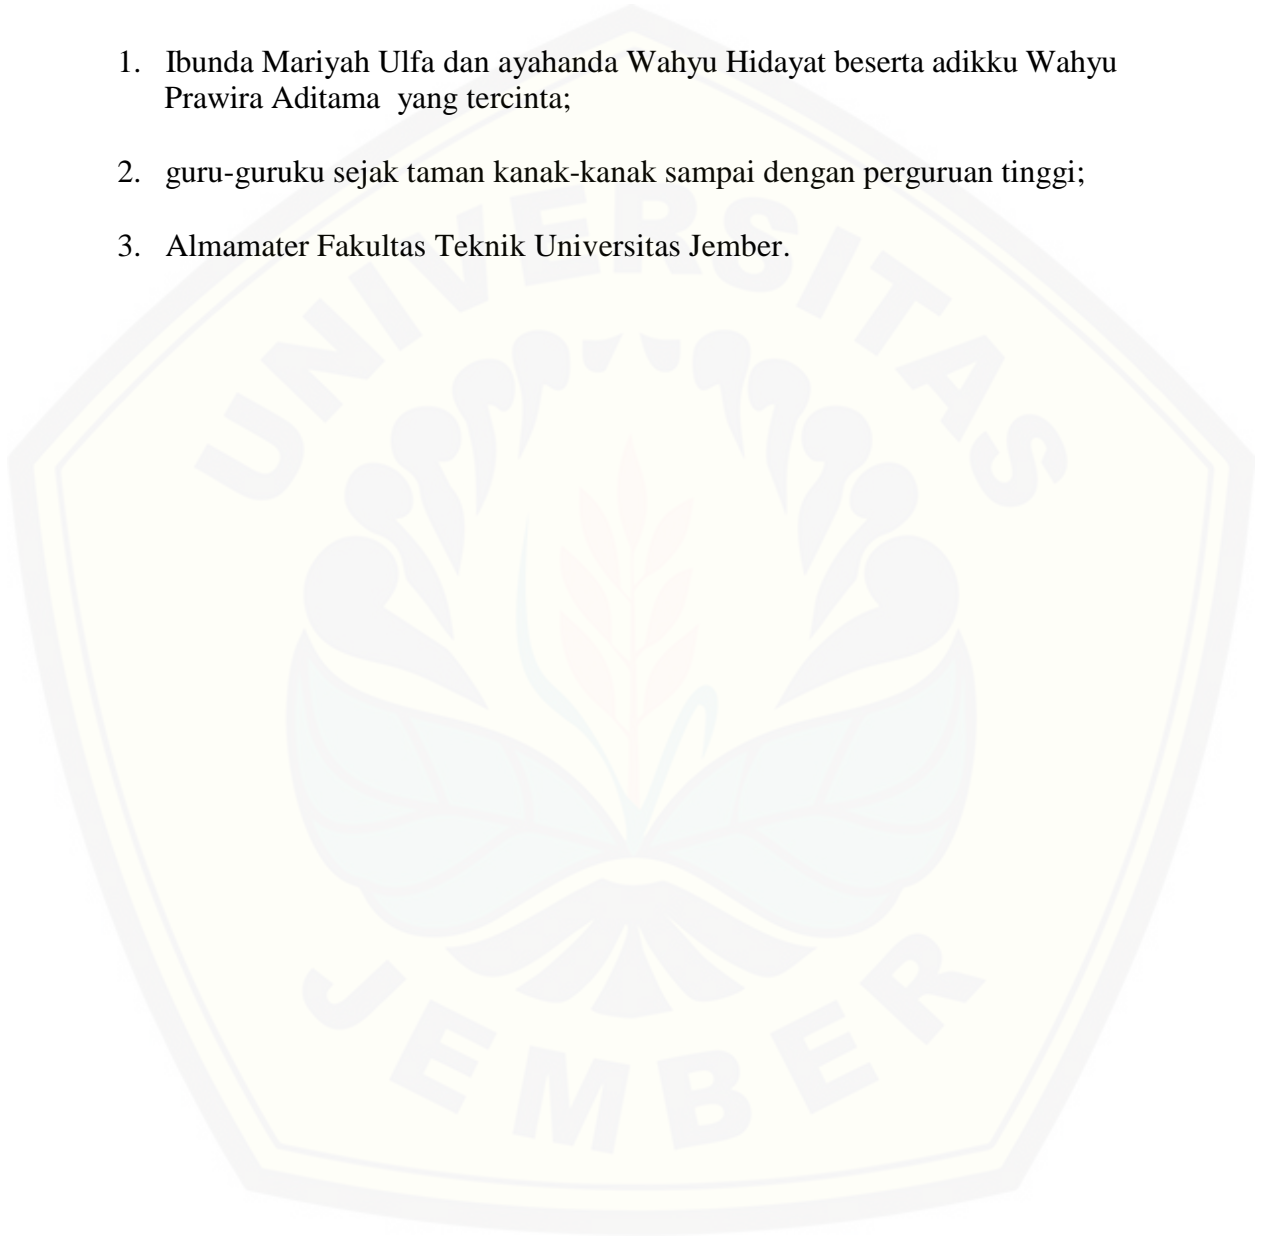 1. Ibunda Mariyah Ulfa dan ayahanda Wahyu Hidayat beserta adikku Wahyu
Prawira Aditama  yang tercinta;
2. guru-guruku sejak taman kanak-kanak sampai dengan perguruan tinggi;
3. Almamater Fakultas Teknik Universitas Jember.
UNIVERSITAS
JEMBER